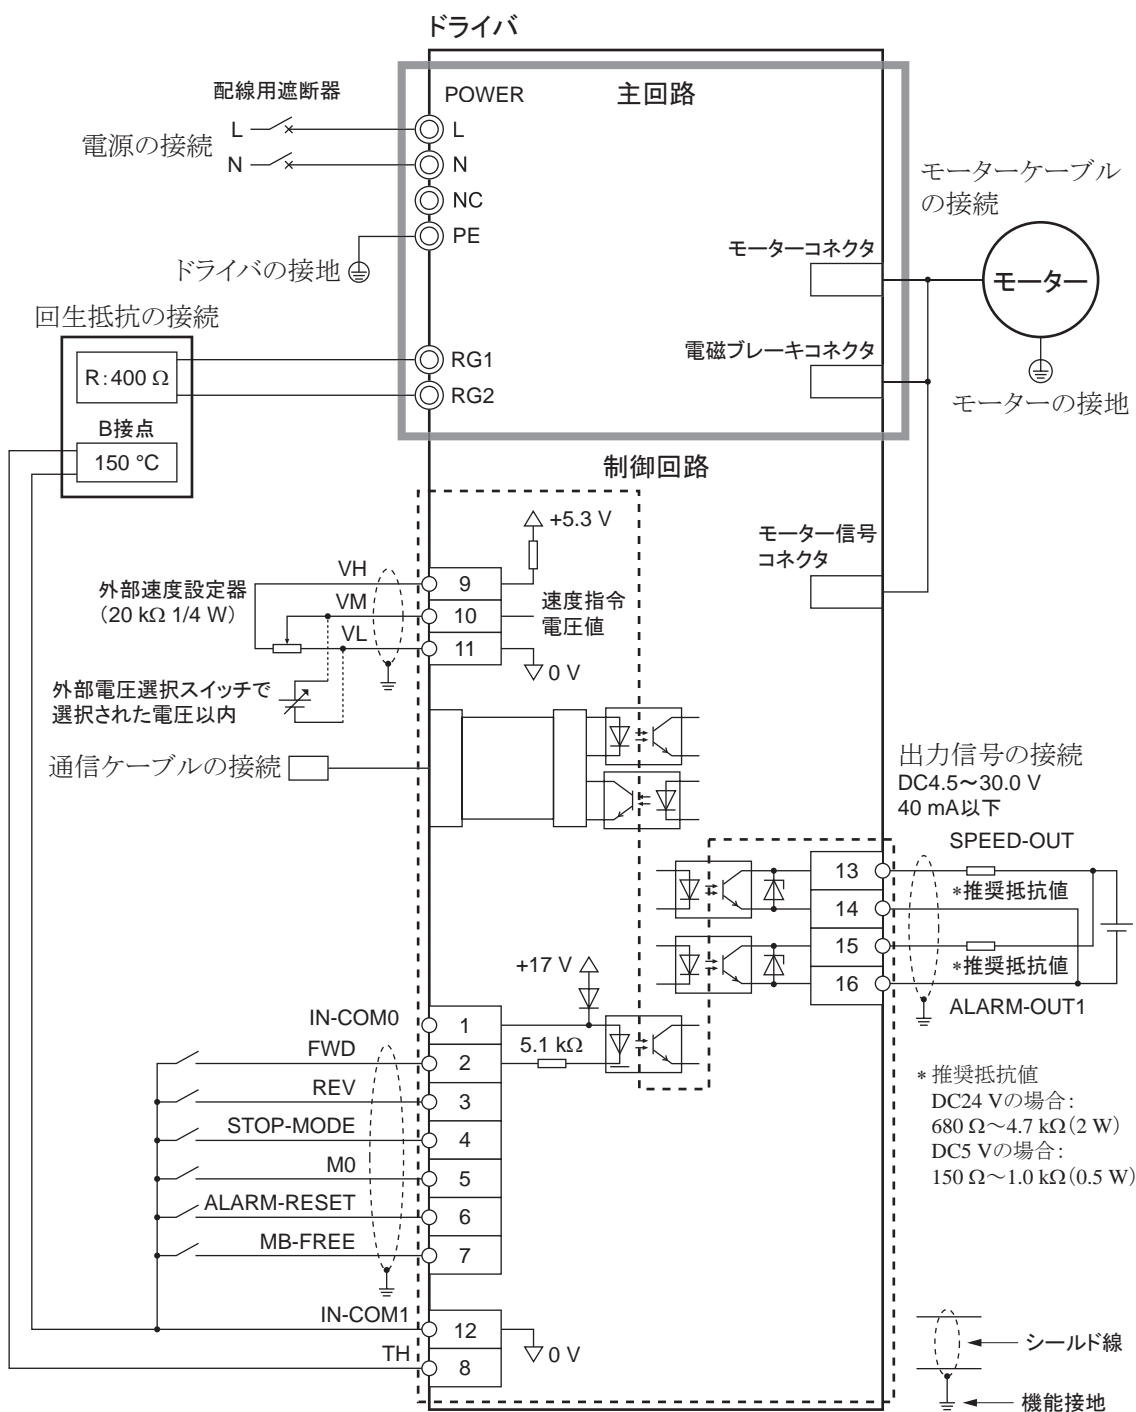 ドライバ
配線用遮断器
POWER
主回路
L
L
電源の接続
N
N
NC
PE
ドライバの接地
モーターケーブル
の接続
モーターコネクタ
モーター
電磁ブレーキコネクタ
モーターの接地
回生抵抗の接続
R:400 Ω
RG1
RG2
B接点
150 °C
制御回路
+5.3 V
モーター信号
コネクタ
外部速度設定器
(20 kΩ 1/4 W)
VH
9
VM
10
速度指令
電圧値
VL
11
0 V
外部電圧選択スイッチで
選択された電圧以内
通信ケーブルの接続
出力信号の接続
DC4.5~30.0 V
40 mA以下
SPEED-OUT
13
*推奨抵抗値
14
15
*推奨抵抗値
16
ALARM-OUT1
+17 V
IN-COM0
1
FWD
2
5.1 kΩ
REV
3
STOP-MODE
4
M0
5
ALARM-RESET
6
MB-FREE
7
IN-COM1
12
TH
8
0 V
* 推奨抵抗値
DC24 Vの場合:
680 Ω~4.7 kΩ(2 W)
DC5 Vの場合:
150 Ω~1.0 kΩ(0.5 W)
シールド線
機能接地